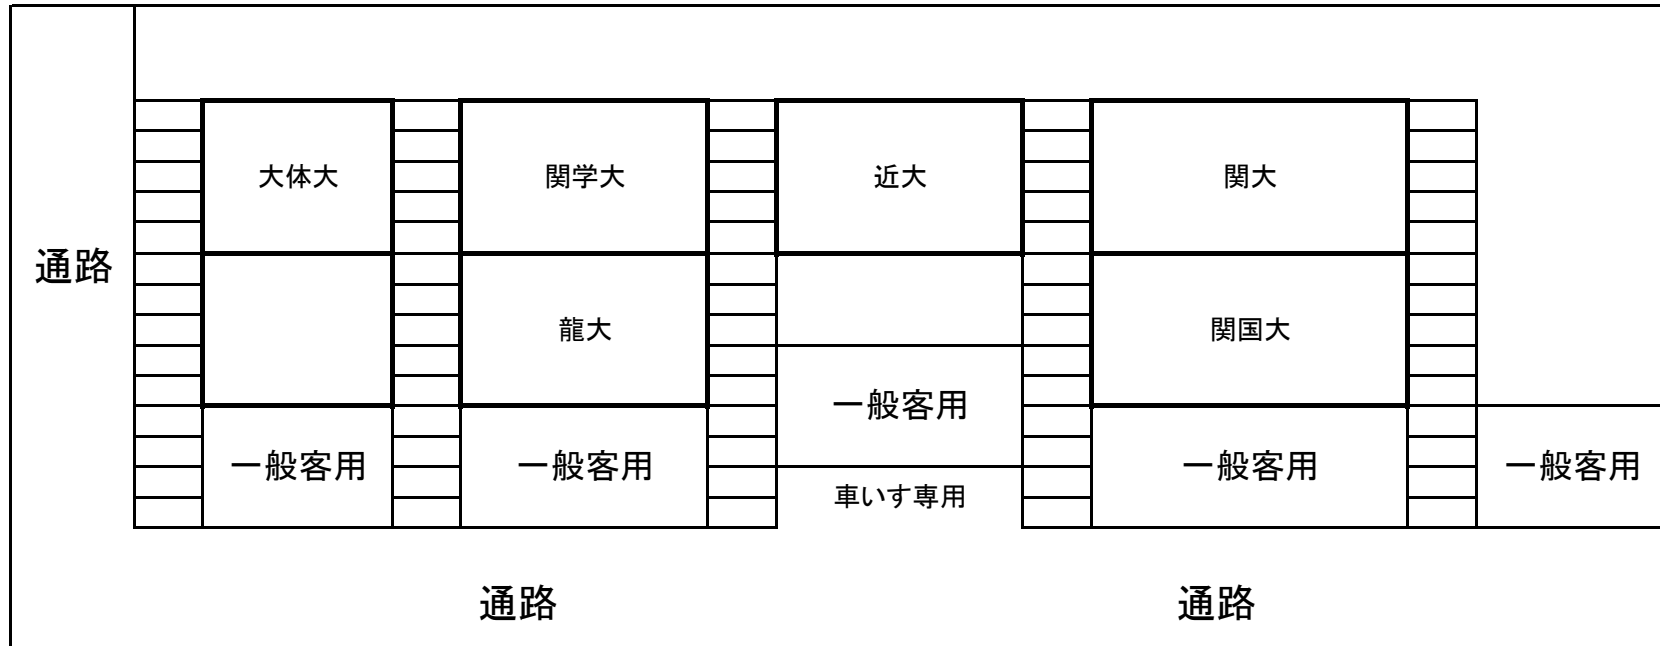 大体大
関学大
近大
関大
通路
龍大
関国大
一般客用
一般客用
一般客用
一般客用
一般客用
車いす専用
通路
通路